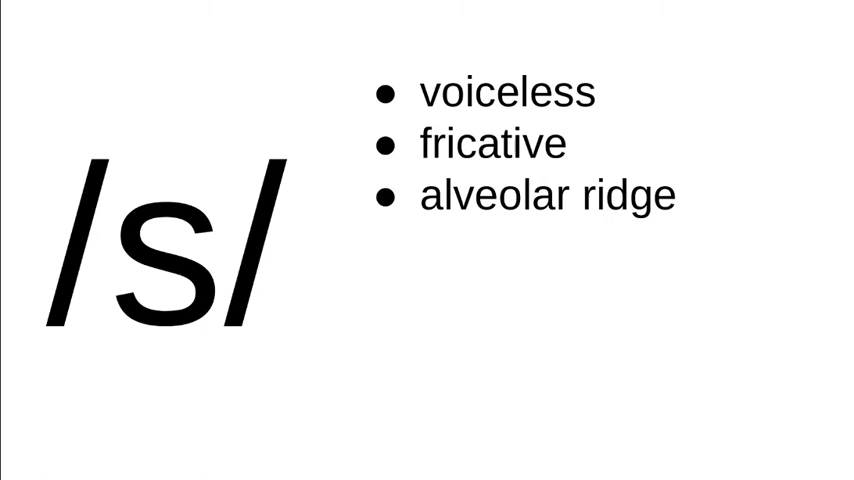 /s/
● voiceless
● fricative
● alveolar ridge